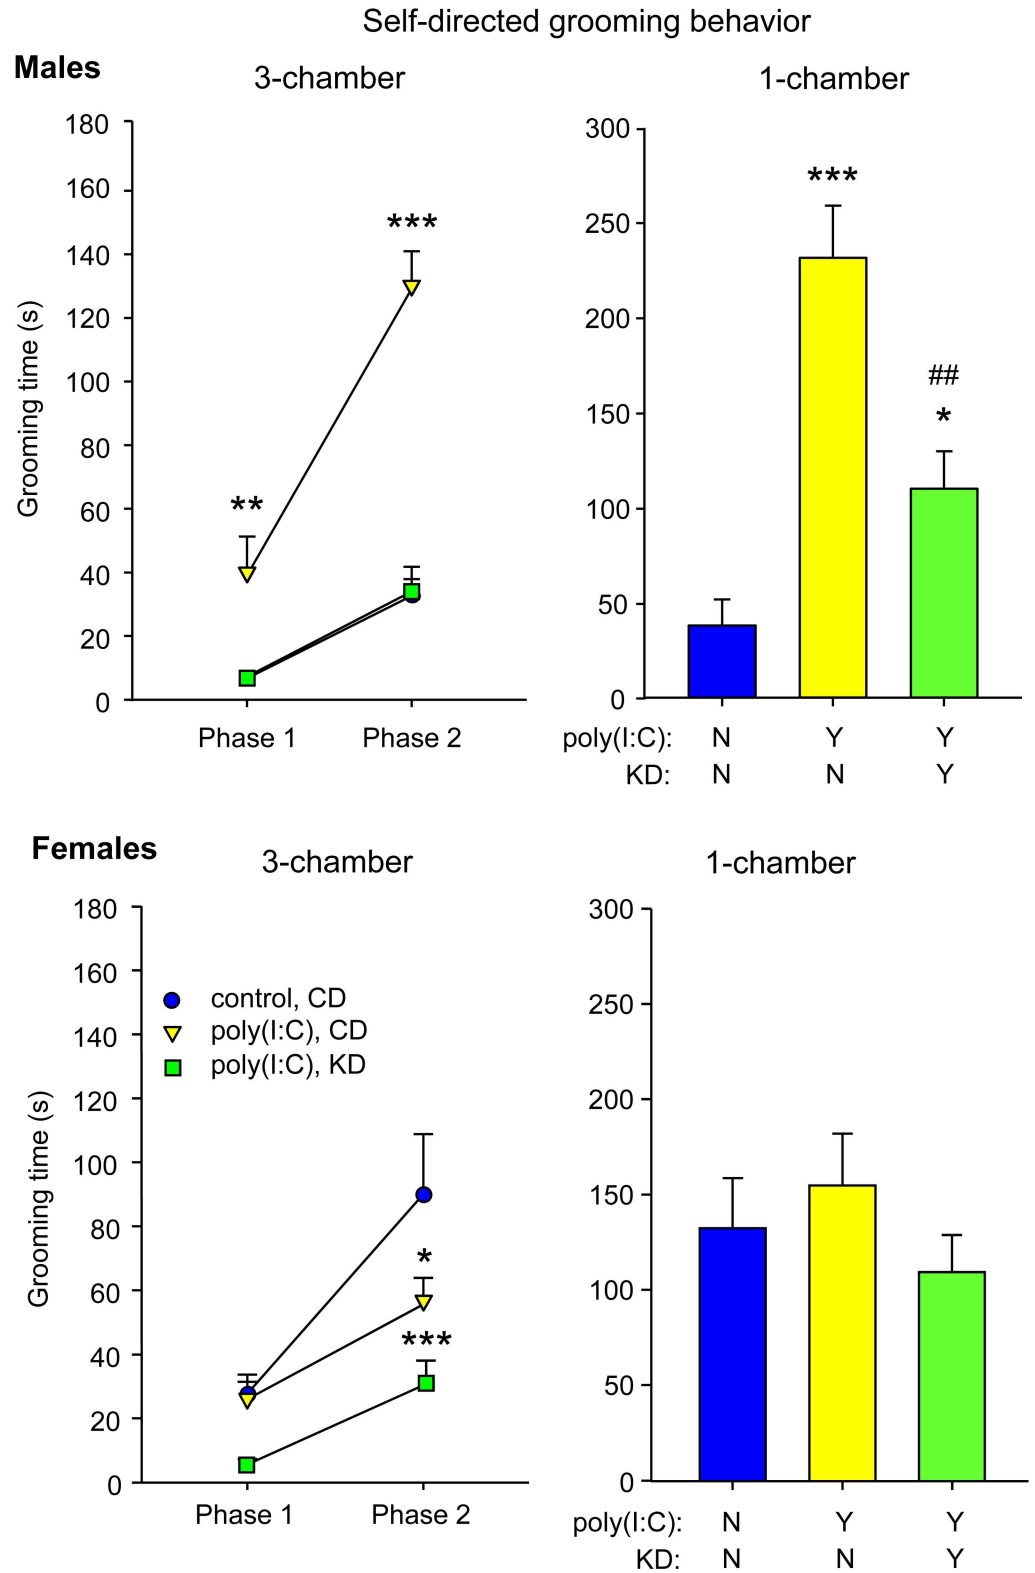 Self-directed grooming behavior
Males
3-chamber
1-chamber
Grooming time (s)
180
160
140
120
100
80
60
40
20
0
***
**
Phase 1 Phase 2
300
250
200
150
100
50
0
***
##
*
poly(I:C): N Y Y
KD: N N Y
Females
3-chamber
1-chamber
Grooming time (s)
180
160
140
120
100
80
60
40
20
0
control, CD
poly(I:C), CD
poly(I:C), KD
*
***
Phase 1 Phase 2
300
250
200
150
100
50
0
poly(I:C): N Y Y
KD: N N Y